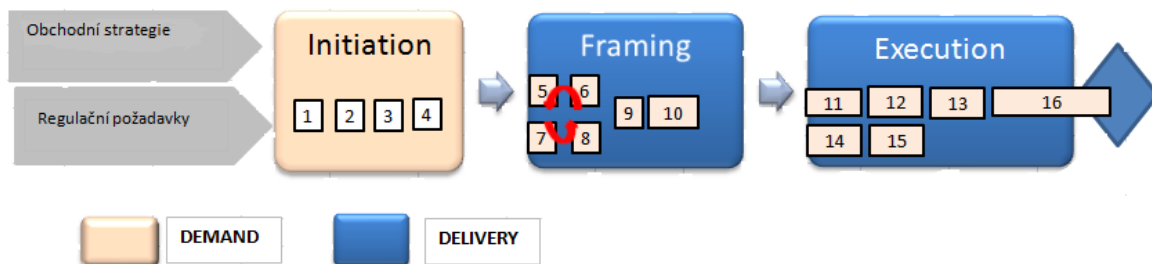 Obchodní strategie
Regulační požadavky
Initiation
1 2 3 4
Framing
5 6
7 8
9 10
Execution
11 12 13 16
14 15
DEMAND
DELIVERY